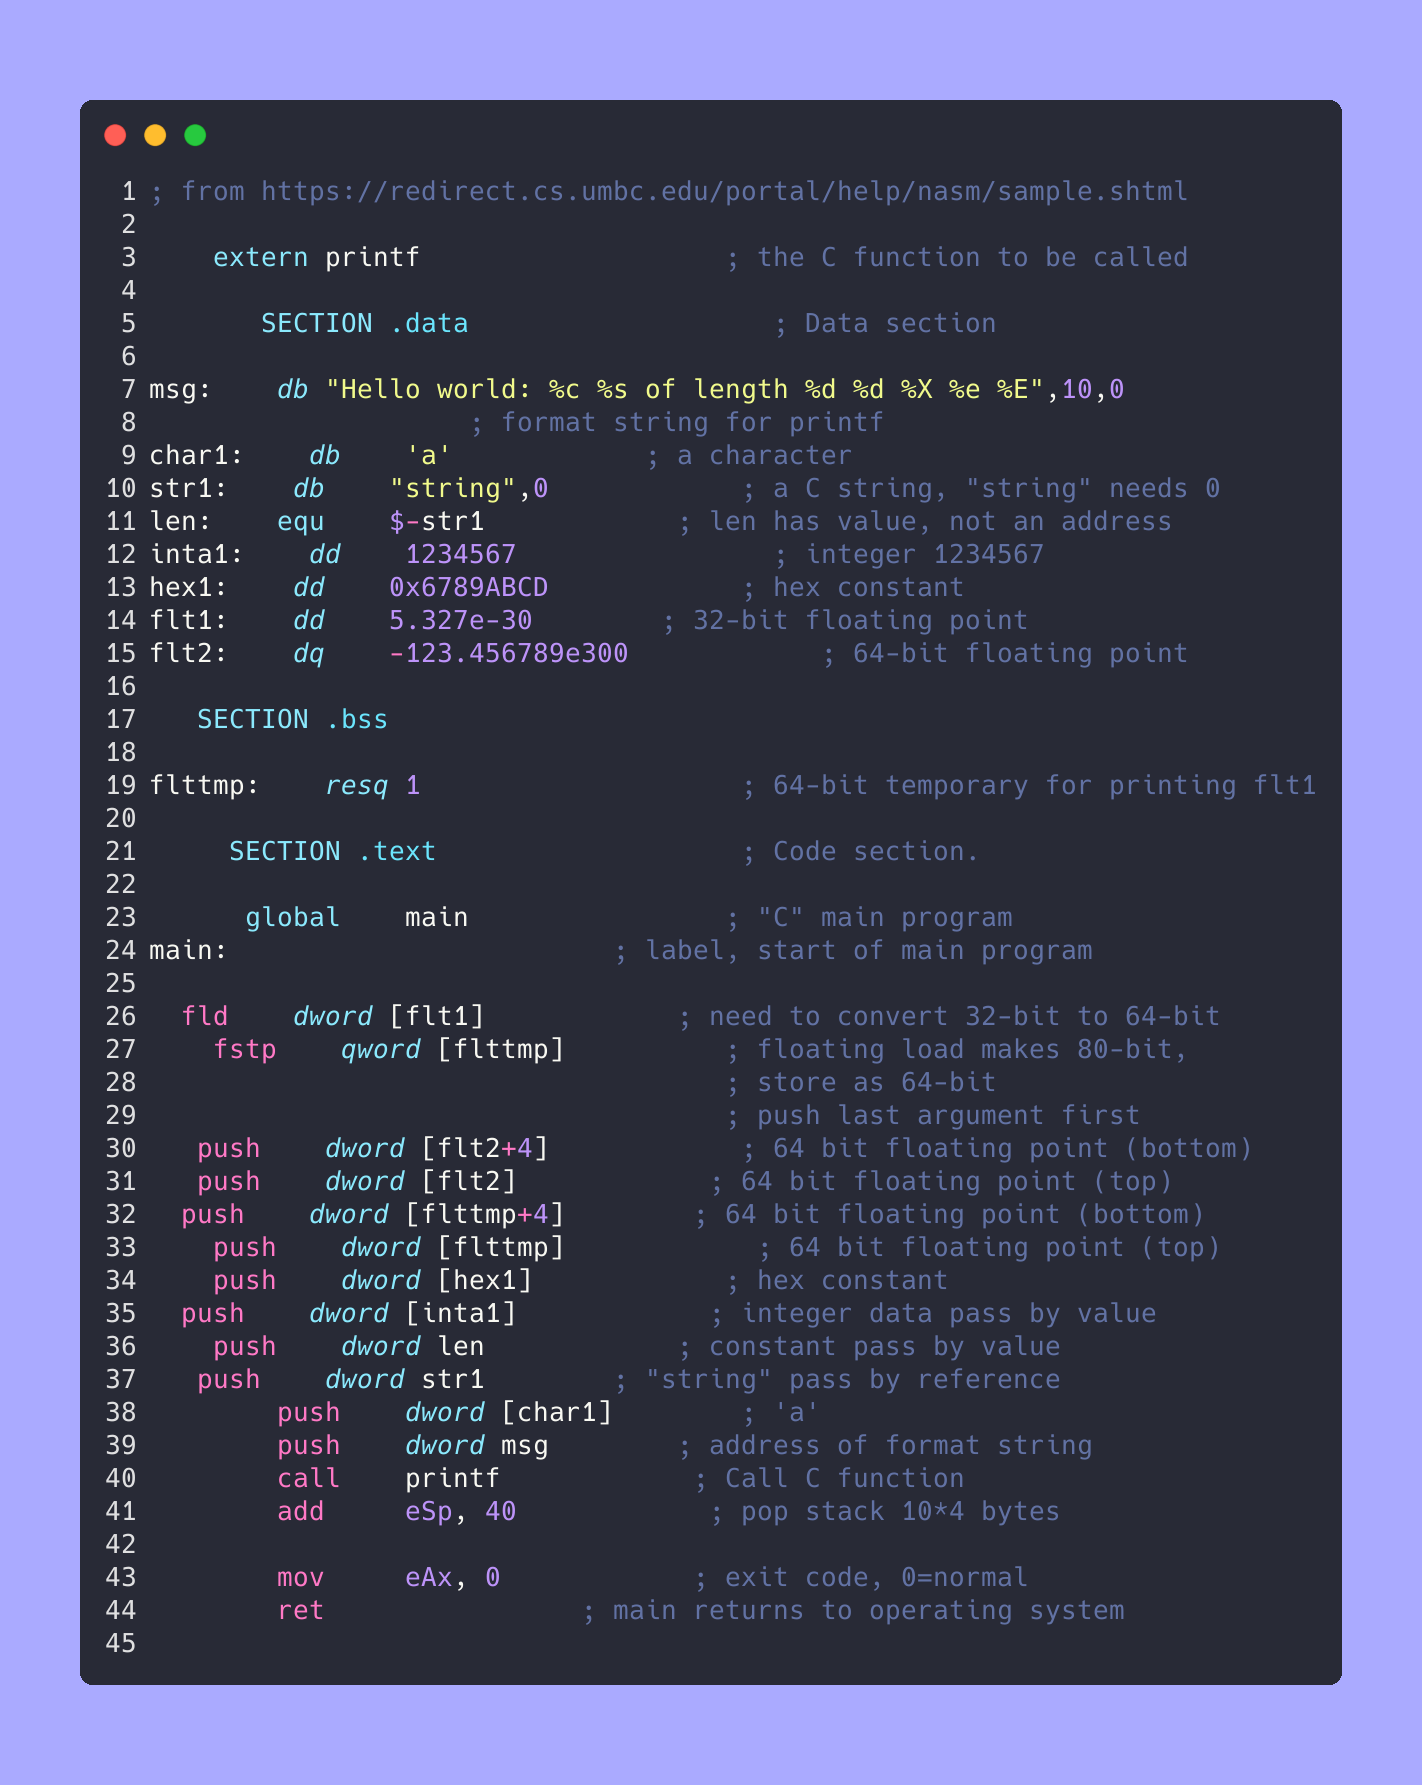 1 ; from https://redirect.cs.umbc.edu/portal/help/nasm/sample.shtml
2
3     extern printf                   ; the C function to be called
4
5        SECTION .data                   ; Data section
6
7 msg:    db "Hello world: %c %s of length %d %d %X %e %E",10,0
8                     ; format string for printf
9 char1:    db    'a'            ; a character
10 str1:    db    "string",0            ; a C string, "string" needs 0
11 len:    equ    $-str1            ; len has value, not an address
12 inta1:    dd    1234567                ; integer 1234567
13 hex1:    dd    0x6789ABCD            ; hex constant
14 flt1:    dd    5.327e-30        ; 32-bit floating point
15 flt2:    dq    -123.456789e300            ; 64-bit floating point
16
17    SECTION .bss
18
19 flttmp:    resq 1                    ; 64-bit temporary for printing flt1
20
21      SECTION .text                   ; Code section.
22
23       global    main                ; "C" main program
24 main:                        ; label, start of main program
25
26   fld    dword [flt1]            ; need to convert 32-bit to 64-bit
27     fstp    qword [flttmp]          ; floating load makes 80-bit,
28                                     ; store as 64-bit
29                                     ; push last argument first
30    push    dword [flt2+4]            ; 64 bit floating point (bottom)
31    push    dword [flt2]            ; 64 bit floating point (top)
32   push    dword [flttmp+4]        ; 64 bit floating point (bottom)
33     push    dword [flttmp]            ; 64 bit floating point (top)
34     push    dword [hex1]            ; hex constant
35   push    dword [inta1]            ; integer data pass by value
36     push    dword len            ; constant pass by value
37    push    dword str1        ; "string" pass by reference
38         push    dword [char1]        ; 'a'
39         push    dword msg        ; address of format string
40         call    printf            ; Call C function
41         add     eSp, 40            ; pop stack 10*4 bytes
42
43         mov     eAx, 0            ; exit code, 0=normal
44         ret                ; main returns to operating system
45